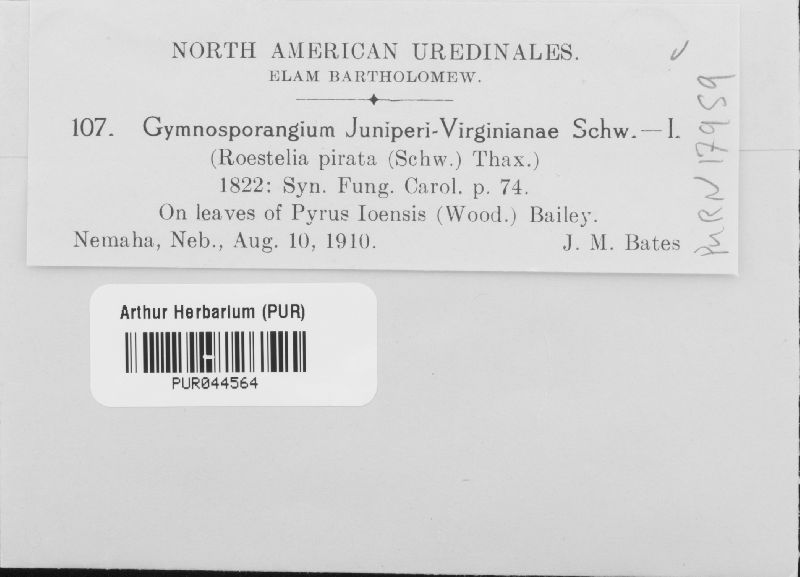 NORTH AMERICAN UREDINALES.
ELAM BARTHOLOMEW.
107. Gymnosporangium Juniperi-Virginianae Schw. — I.
(Roestelia pirata (Schw.) Thax.)
1822: Syn. Fung. Carol. p. 74.
On leaves of Pyrus Ioensis (Wood.) Bailey.
Nemaha, Neb., Aug. 10, 1910. J. M. Bates
PURN 17959
Arthur Herbarium (PUR)
PUR044564